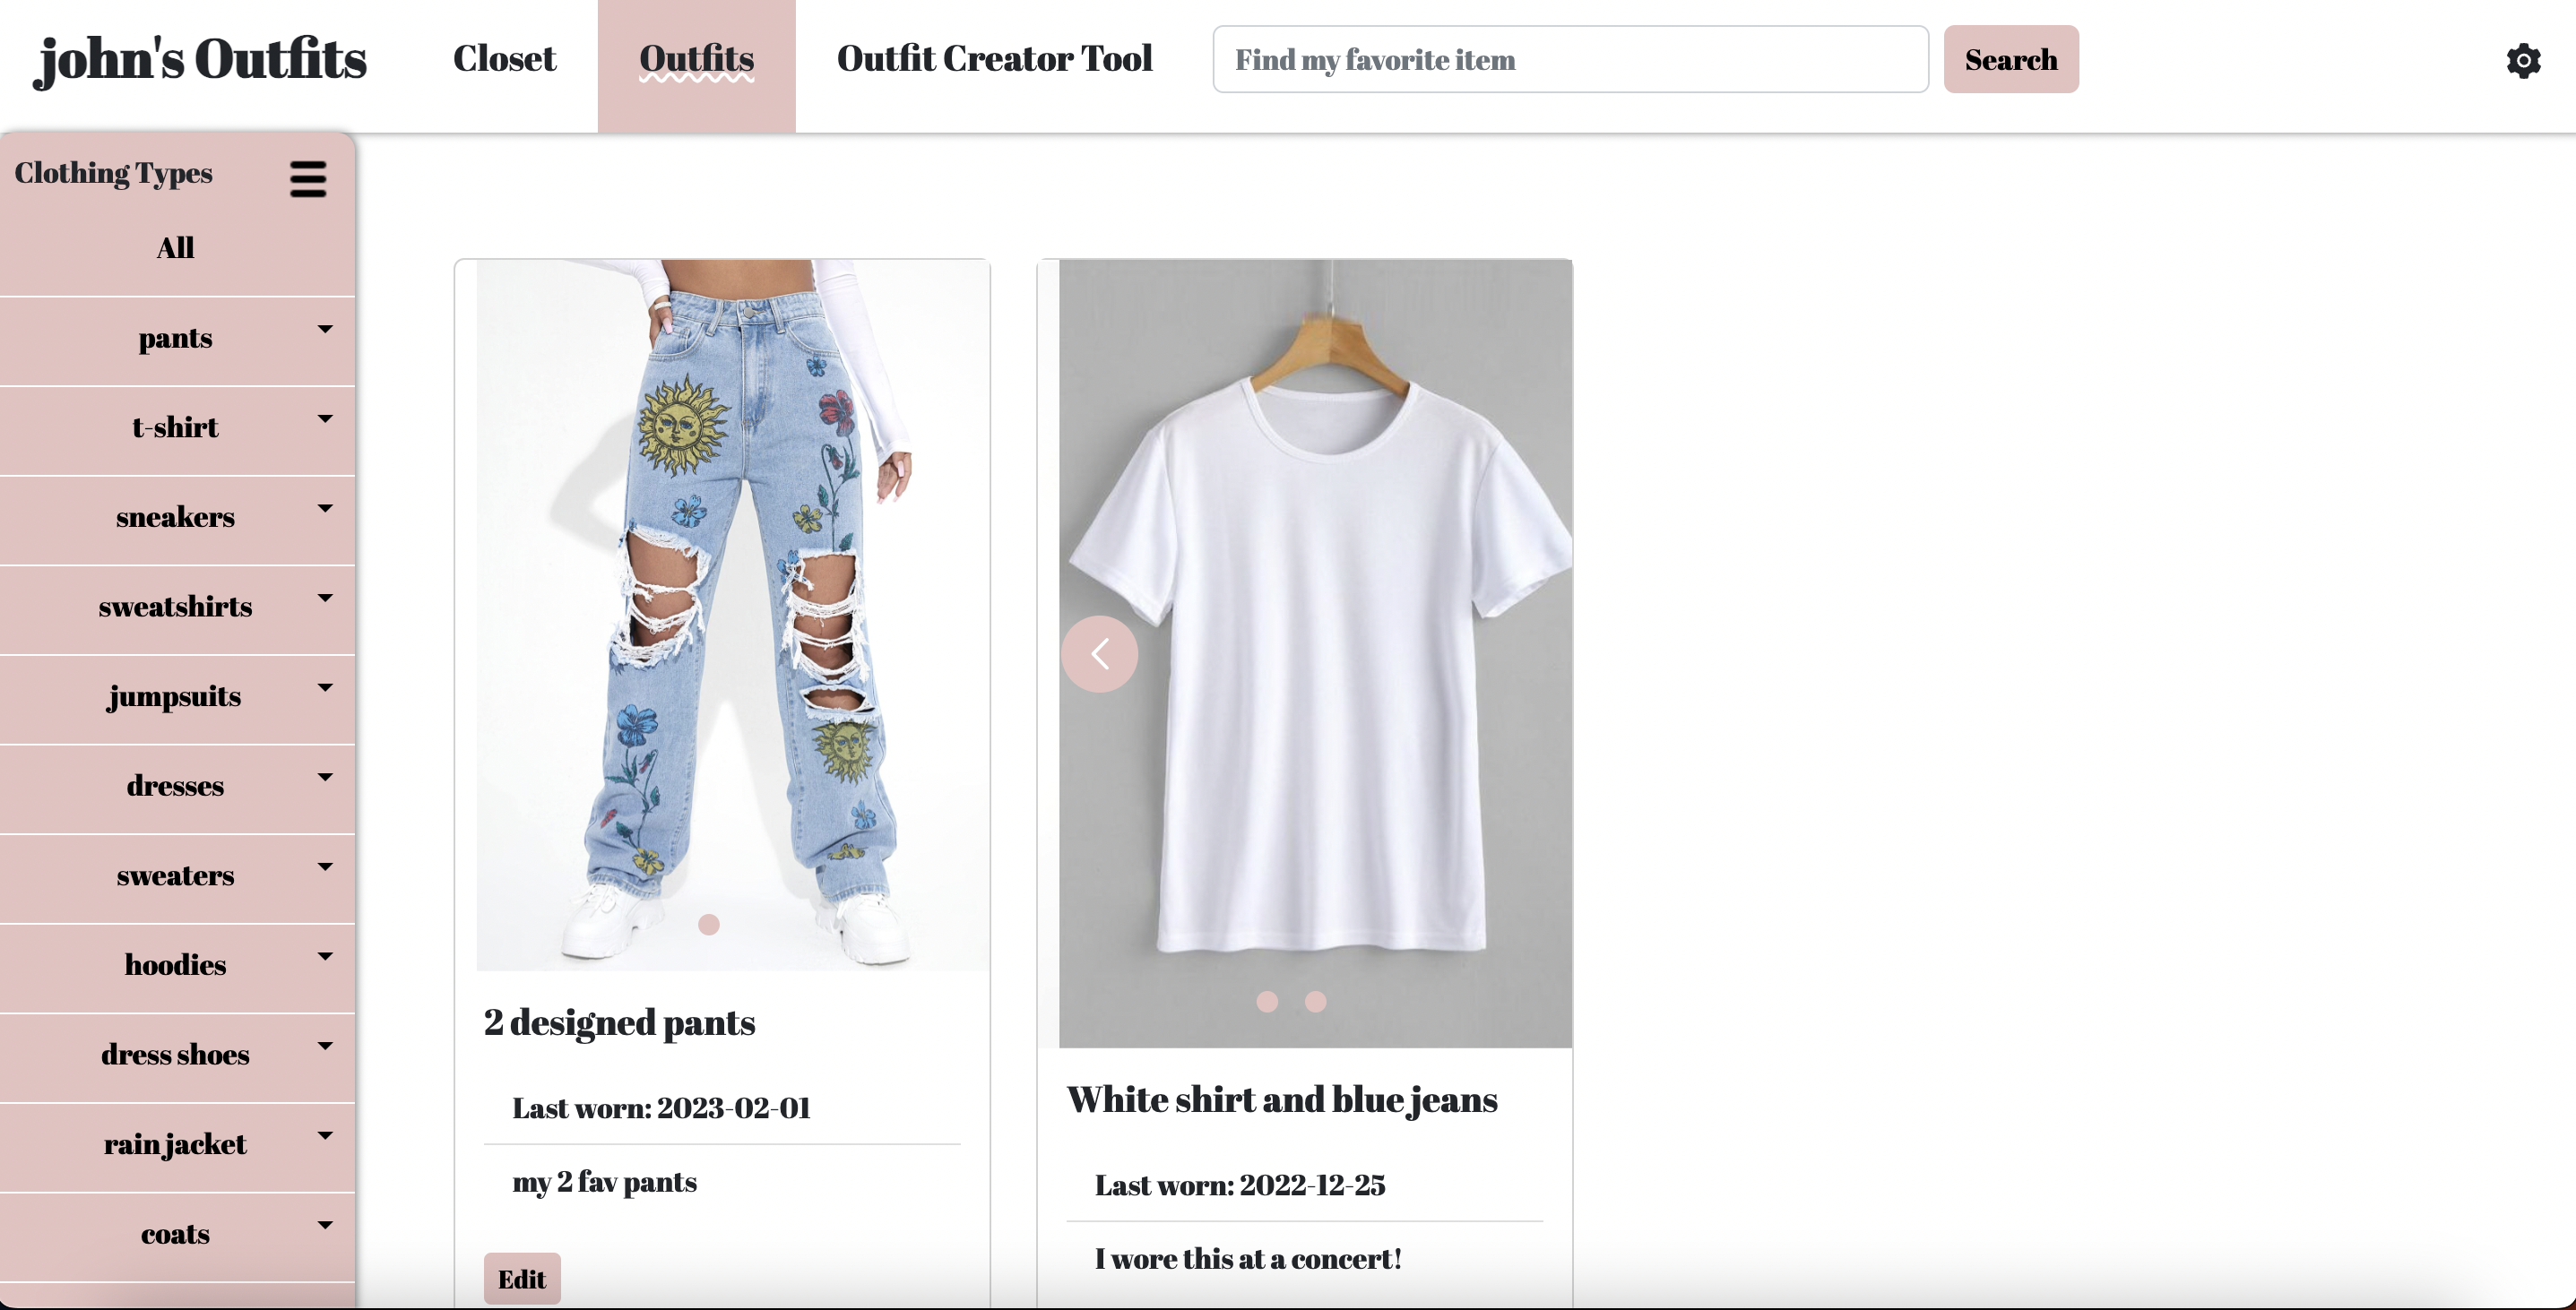 john's Outfits
Closet
Outfits
Outfit Creator Tool
Find my favorite item
Search
Clothing Types
All
pants
t-shirt
sneakers
sweatshirts
jumpsuits
dresses
sweaters
hoodies
dress shoes
rain jacket
coats
2 designed pants
Last worn: 2023-02-01
my 2 fav pants
Edit
White shirt and blue jeans
Last worn: 2022-12-25
I wore this at a concert!